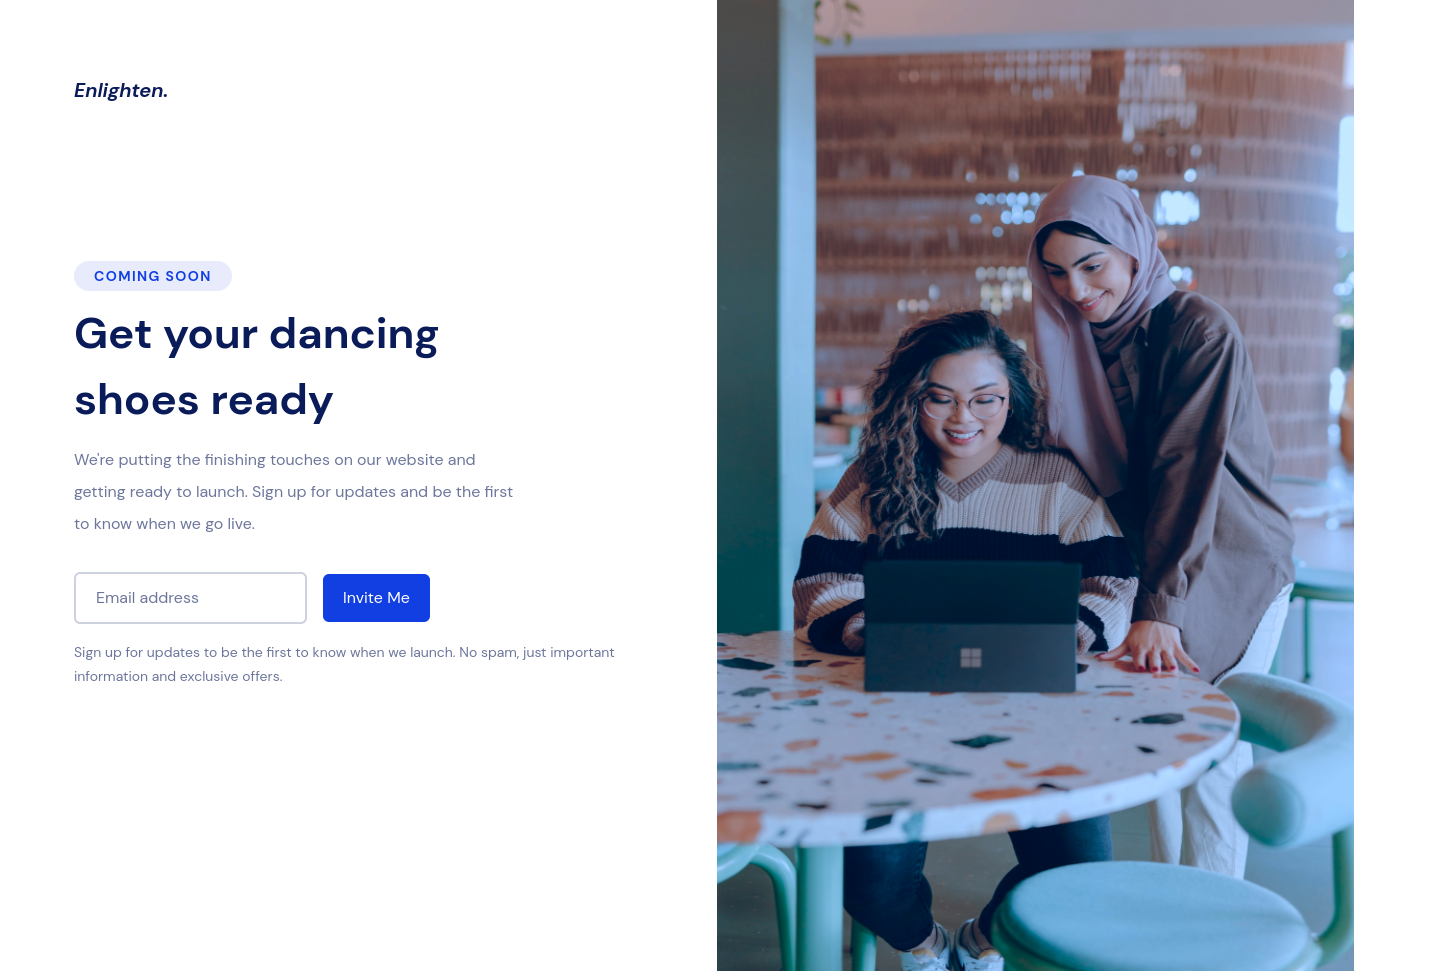 Enlighten.
COMING SOON
Get your dancing
shoes ready
We're putting the finishing touches on our website and
getting ready to launch. Sign up for updates and be the first
to know when we go live.
Email address
Invite Me
Sign up for updates to be the first to know when we launch. No spam, just important
information and exclusive offers.